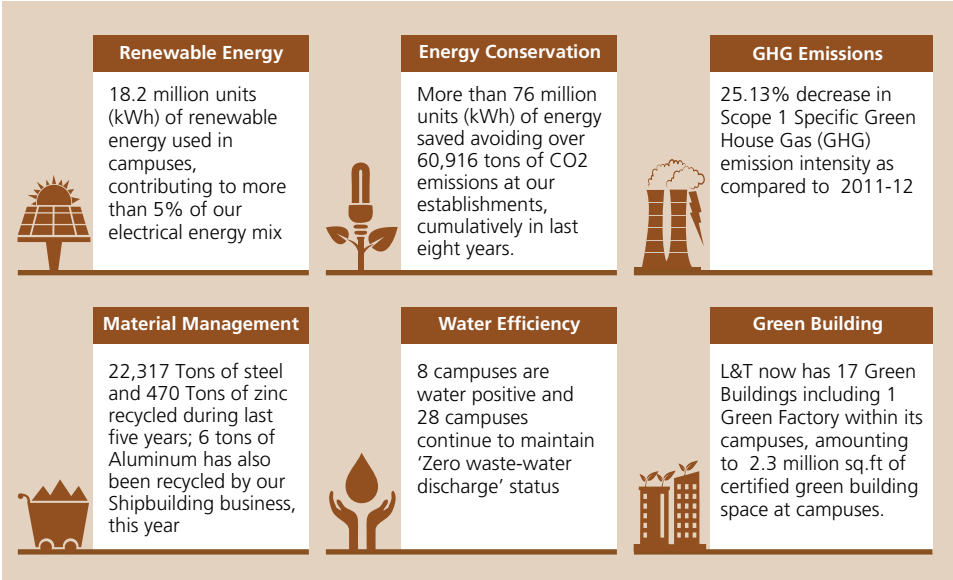 Renewable Energy
18.2 million units
(kWh) of renewable
energy used in
campuses,
contributing to more
than 5% of our
electrical energy mix
Energy Conservation
More than 76 million
units (kWh) of energy
saved avoiding over
60,916 tons of CO2
emissions at our
establishments,
cumulatively in last
eight years.
GHG Emissions
25.13% decrease in
Scope 1 Specific Green
House Gas (GHG)
emission intensity as
compared to 2011-12
Material Management
22,317 Tons of steel
and 470 Tons of zinc
recycled during last
five years; 6 tons of
Aluminum has also
been recycled by our
Shipbuilding business,
this year
Water Efficiency
8 campuses are
water positive and
28 campuses
continue to maintain
‘Zero waste-water
discharge’ status
Green Building
L&T now has 17 Green
Buildings including 1
Green Factory within its
campuses, amounting
to 2.3 million sq.ft of
certified green building
space at campuses.